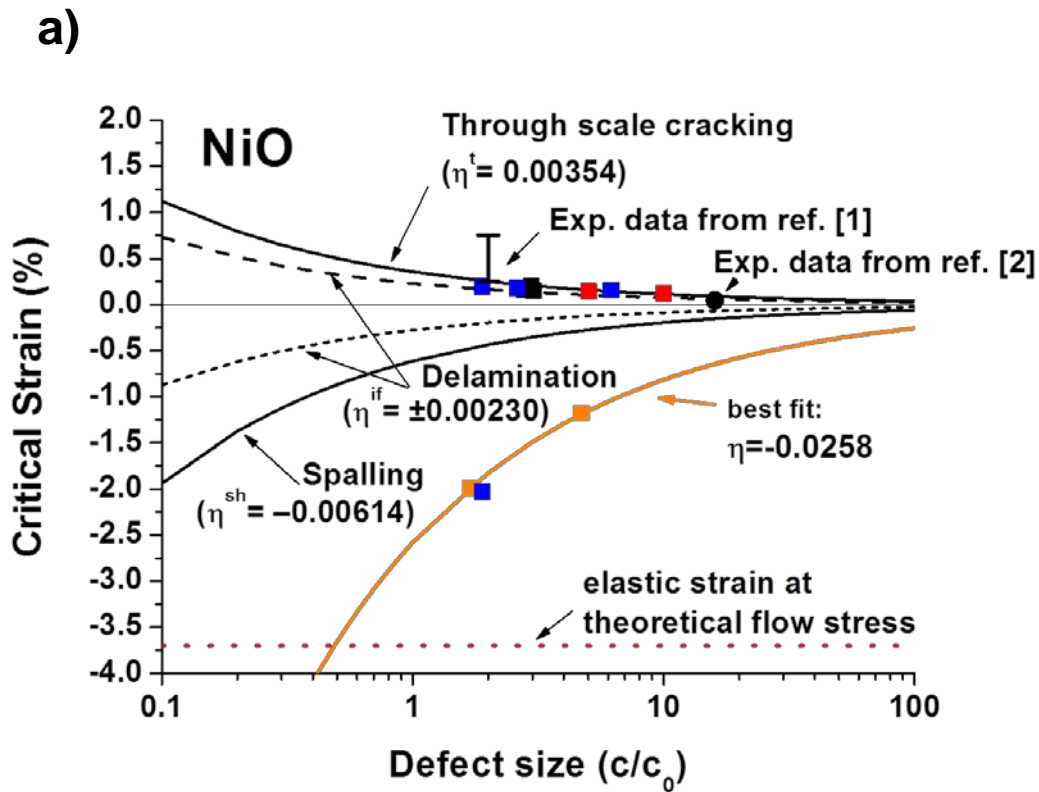 a)
NiO
Through scale cracking
(ηᵗ= 0.00354)
Exp. data from ref. [1]
Exp. data from ref. [2]
Delamination
(ηⁱᶠ = ±0.00230)
best fit:
η=-0.0258
Spalling
(ηˢʰ = –0.00614)
elastic strain at
theoretical flow stress
Critical Strain (%)
2.0
1.5
1.0
0.5
0.0
-0.5
-1.0
-1.5
-2.0
-2.5
-3.0
-3.5
-4.0
0.1 1 10 100
Defect size (c/c₀)